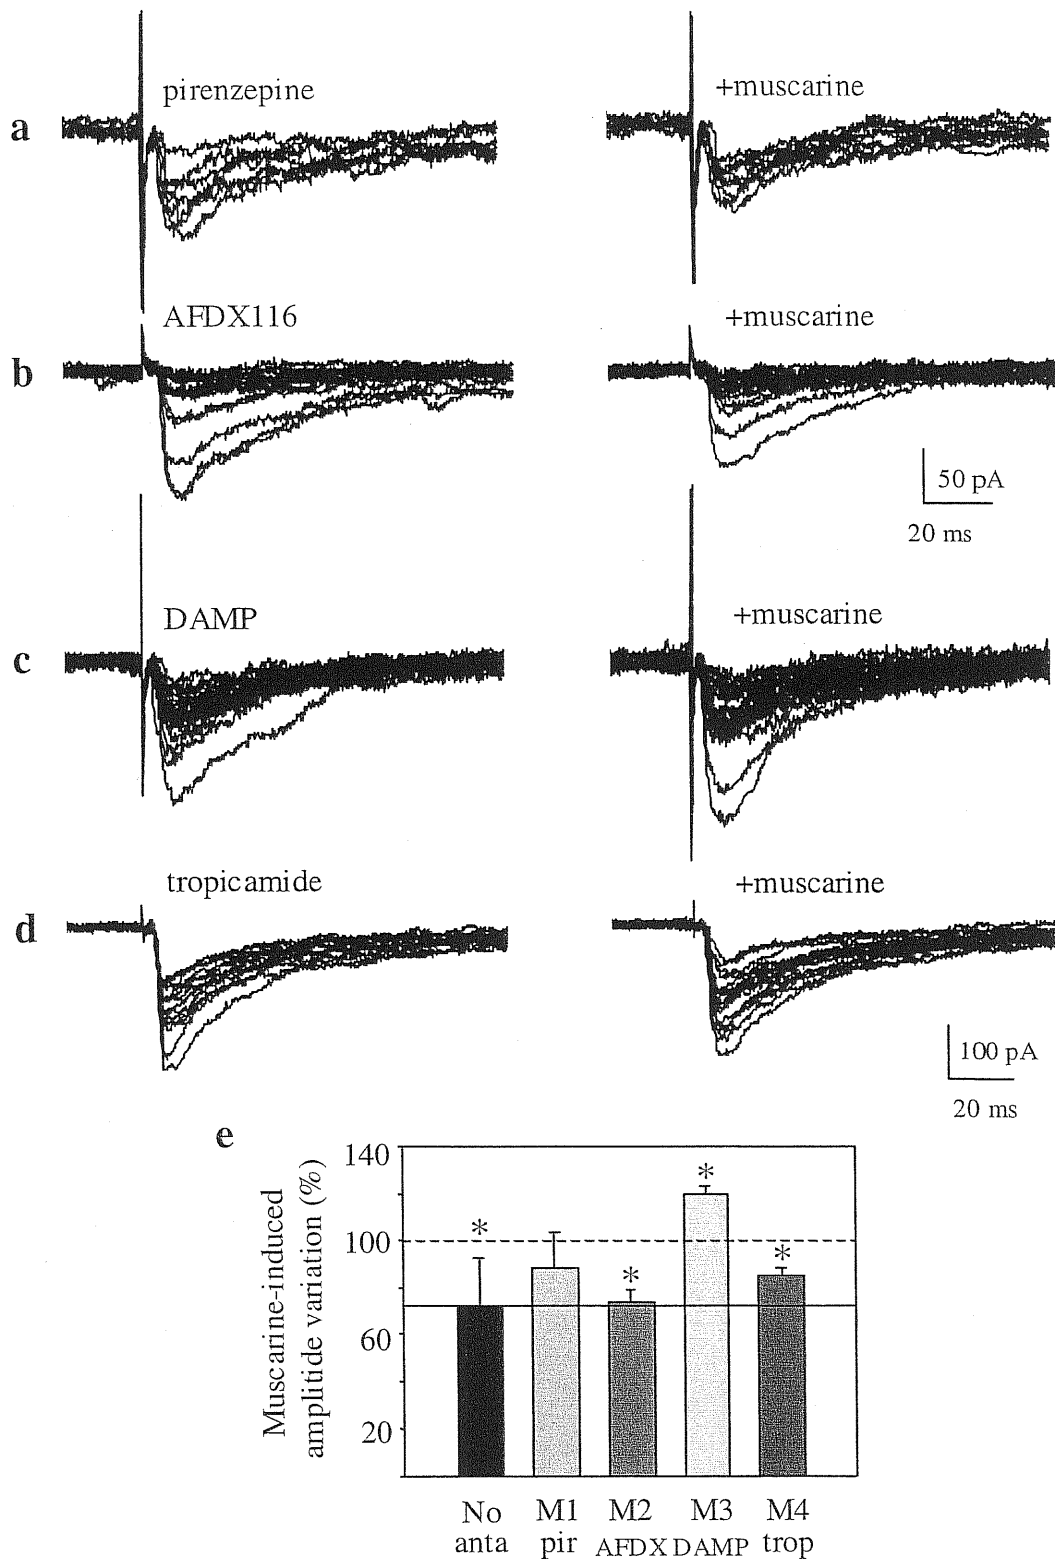 pirenzepine
+muscarine
a
AFDX116
+muscarine
b
50 pA
20 ms
DAMP
+muscarine
c
tropicamide
+muscarine
d
100 pA
20 ms
e
Muscarine-induced
amplitide variation (%)
140
100
60
20
*
*
*
*
No
anta
M1
pir
M2
AFDX
M3
DAMP
M4
trop